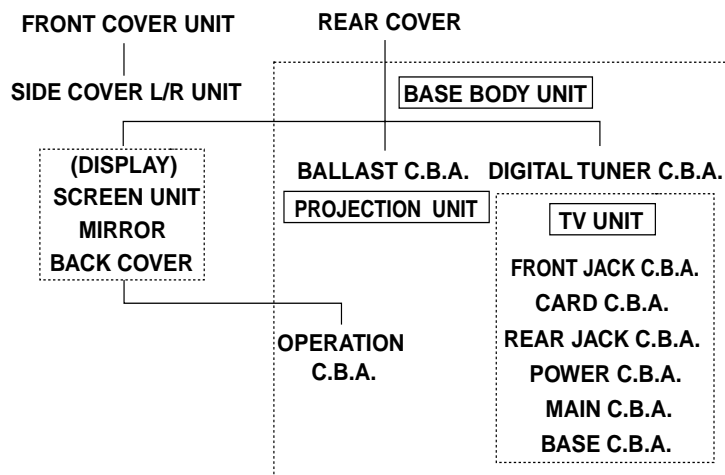 FRONT COVER UNIT
REAR COVER
SIDE COVER L/R UNIT
BASE BODY UNIT
(DISPLAY)
SCREEN UNIT
MIRROR
BACK COVER
BALLAST C.B.A.
PROJECTION UNIT
DIGITAL TUNER C.B.A.
TV UNIT
FRONT JACK C.B.A.
CARD C.B.A.
REAR JACK C.B.A.
POWER C.B.A.
MAIN C.B.A.
BASE C.B.A.
OPERATION
C.B.A.